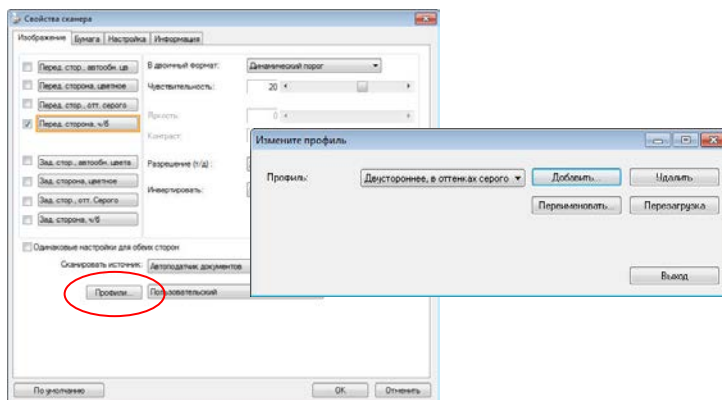 Свойства сканера
Изображение Бумага Настройка Информация
Перед. стор., автообн. цв
Перед. сторона, цветное
Перед. стор., отт. серого
Перед. сторона, ч/б
Зад. стор., автообн. цвета
Зад. сторона, цветное
Зад. стор., отт. Серого
Зад. сторона, ч/б
В двоичный формат: Динамический порог
Чувствительность: 20
Яркость: 0
Контраст:
Разрешение (т/д) :
Инвертировать:
Одинаковые настройки для обеих сторон
Сканировать источник: Автоподатчик документов
Профили... Пользовательский
По умолчанию OK Отменить
Измените профиль
Профиль: Двустороннее, в оттенках серого Добавить... Удалить
Переименовать... Перезагрузка
Выход